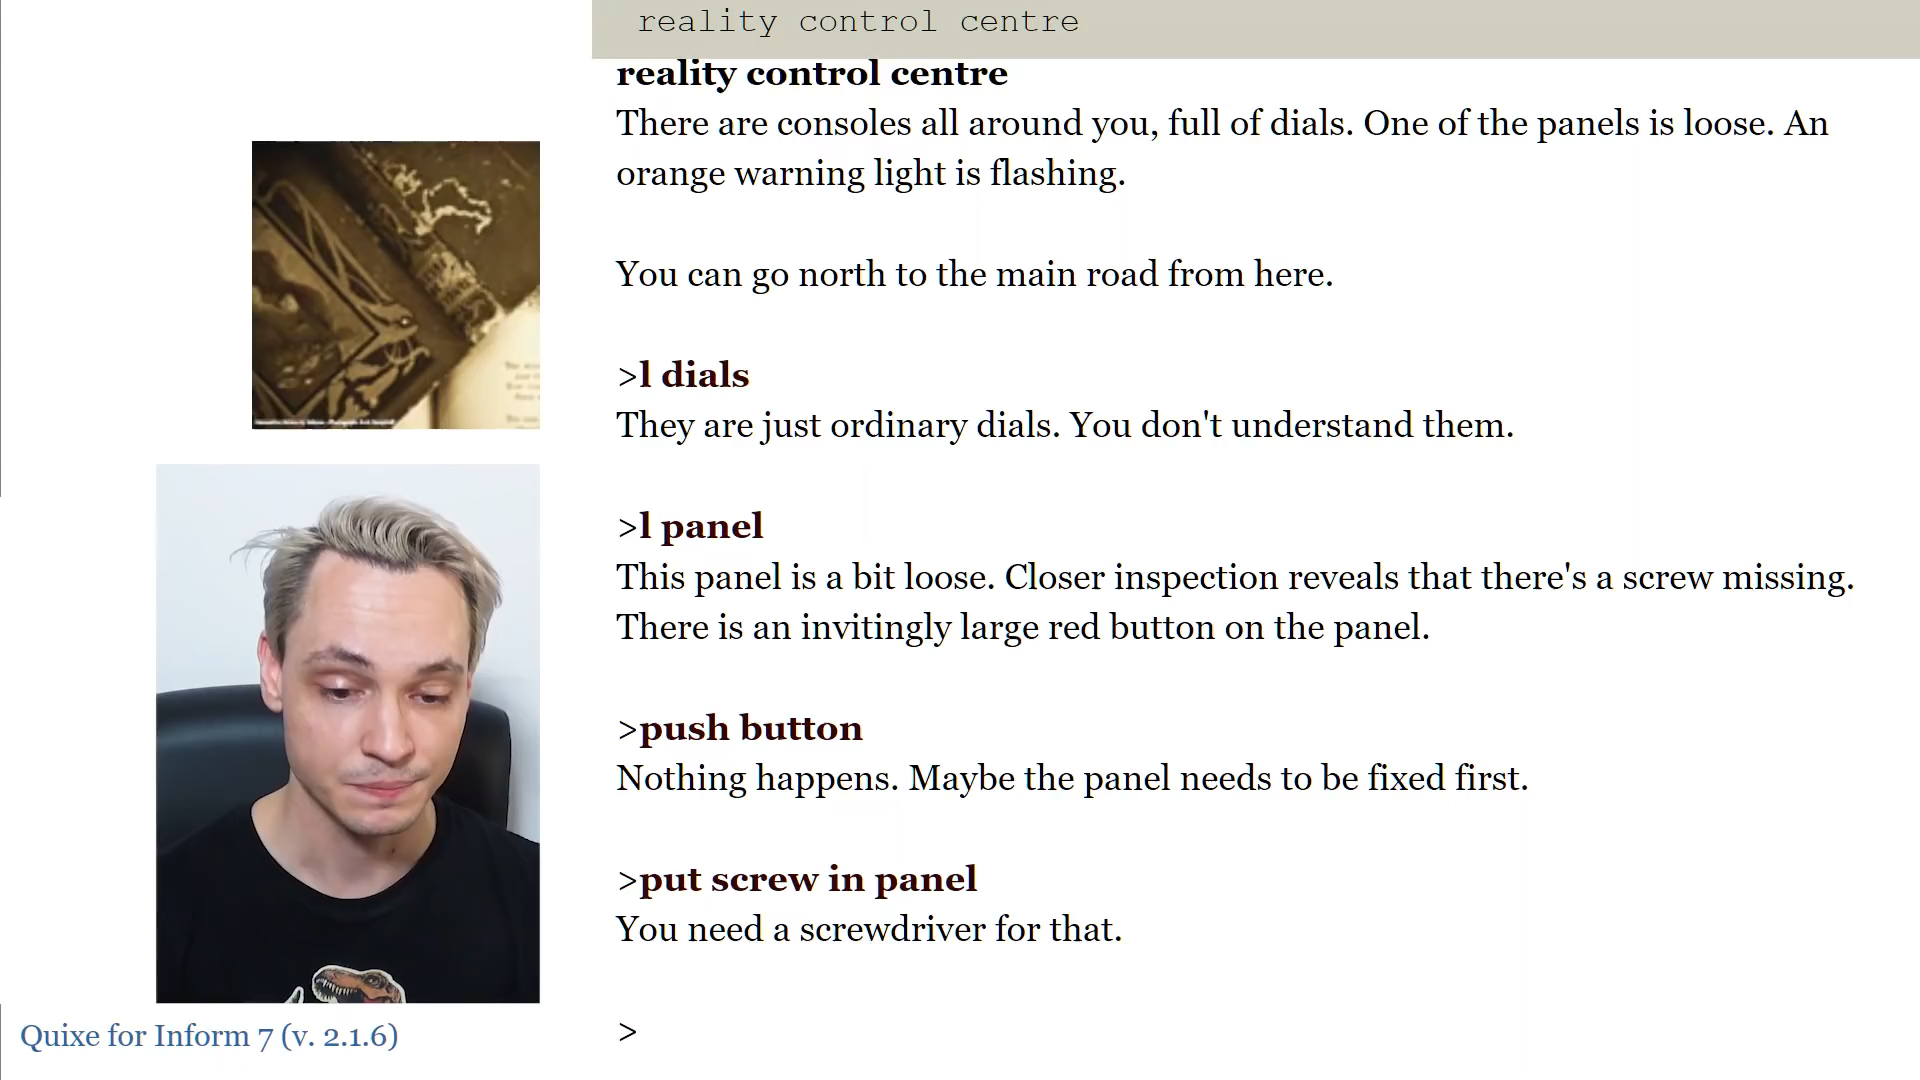 reality control centre
reality control centre
There are consoles all around you, full of dials. One of the panels is loose. An
orange warning light is flashing.
You can go north to the main road from here.
>l dials
They are just ordinary dials. You don't understand them.
>l panel
This panel is a bit loose. Closer inspection reveals that there's a screw missing.
There is an invitingly large red button on the panel.
>push button
Nothing happens. Maybe the panel needs to be fixed first.
>put screw in panel
You need a screwdriver for that.
>
Quixe for Inform 7 (v. 2.1.6)